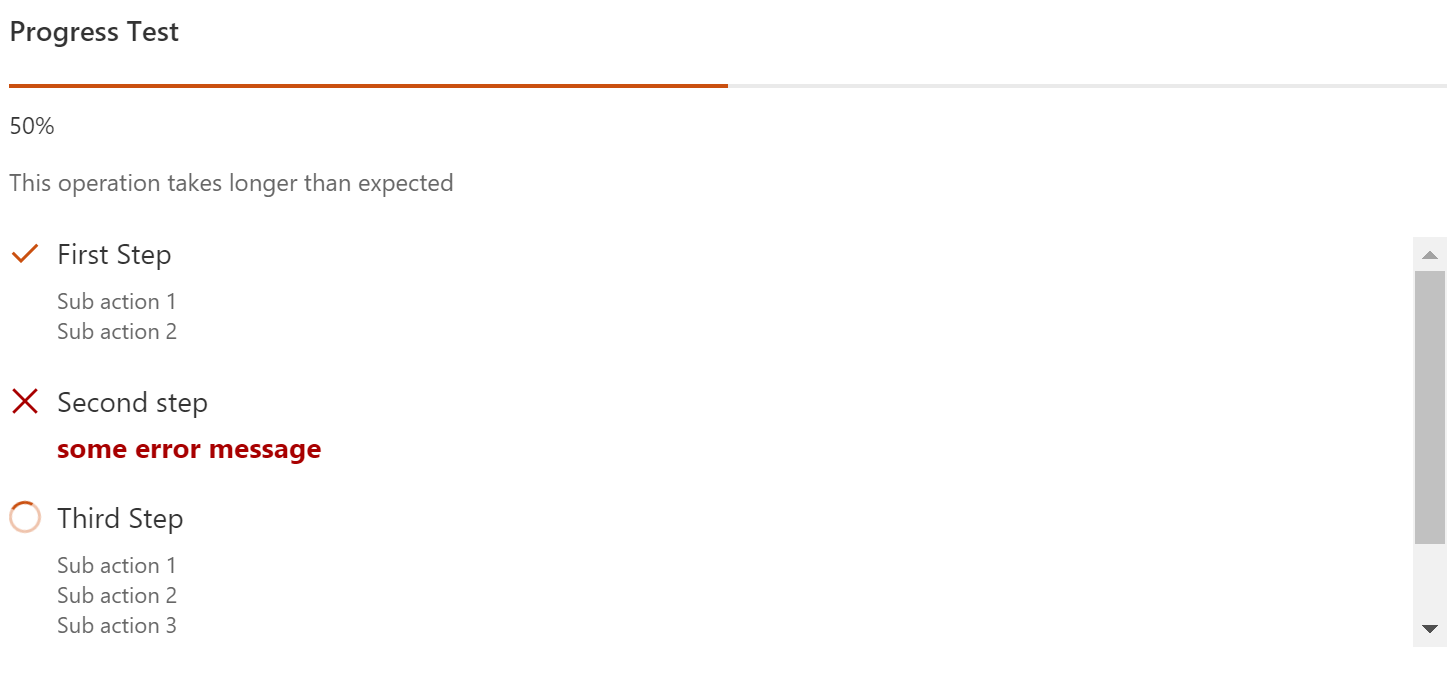 Progress Test
50%
This operation takes longer than expected
First Step
Sub action 1
Sub action 2
Second step
some error message
Third Step
Sub action 1
Sub action 2
Sub action 3